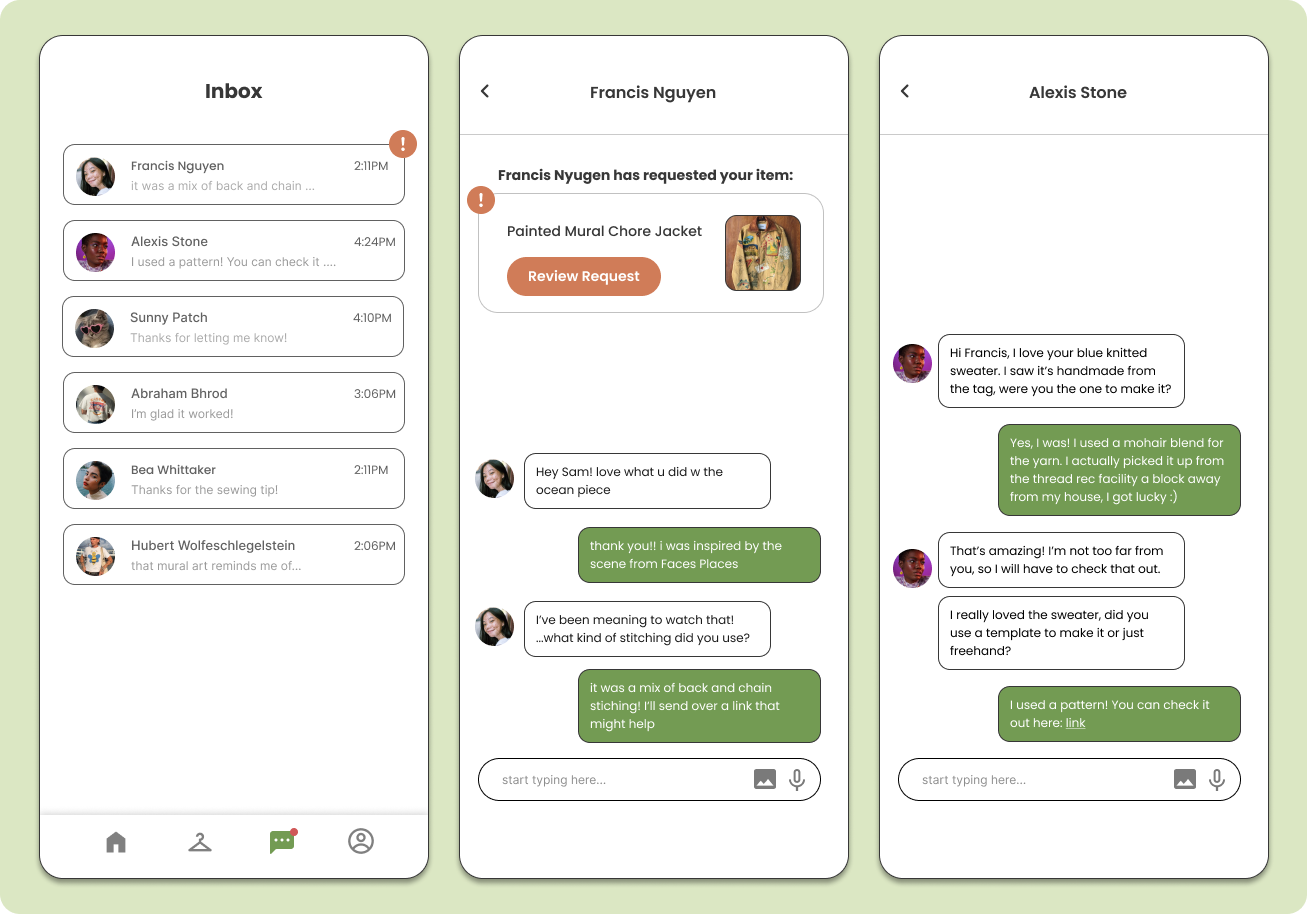 Inbox
!
Francis Nguyen 2:11PM
it was a mix of back and chain ...
Alexis Stone 4:24PM
I used a pattern! You can check it ....
Sunny Patch 4:10PM
Thanks for letting me know!
Abraham Bhrod 3:06PM
I'm glad it worked!
Bea Whittaker 2:11PM
Thanks for the sewing tip!
Hubert Wolfeschlegelstein 2:06PM
that mural art reminds me of...
Francis Nguyen
Francis Nyugen has requested your item:
!
Painted Mural Chore Jacket
Review Request
Hey Sam! love what u did w the
ocean piece
thank you!! i was inspired by the
scene from Faces Places
I've been meaning to watch that!
...what kind of stitching did you use?
it was a mix of back and chain
stiching! I'll send over a link that
might help
start typing here...
Alexis Stone
Hi Francis, I love your blue knitted
sweater. I saw it's handmade from
the tag, were you the one to make it?
Yes, I was! I used a mohair blend for
the yarn. I actually picked it up from
the thread rec facility a block away
from my house, I got lucky :)
That's amazing! I'm not too far from
you, so I will have to check that out.
I really loved the sweater, did you
use a template to make it or just
freehand?
I used a pattern! You can check it
out here: link
start typing here...